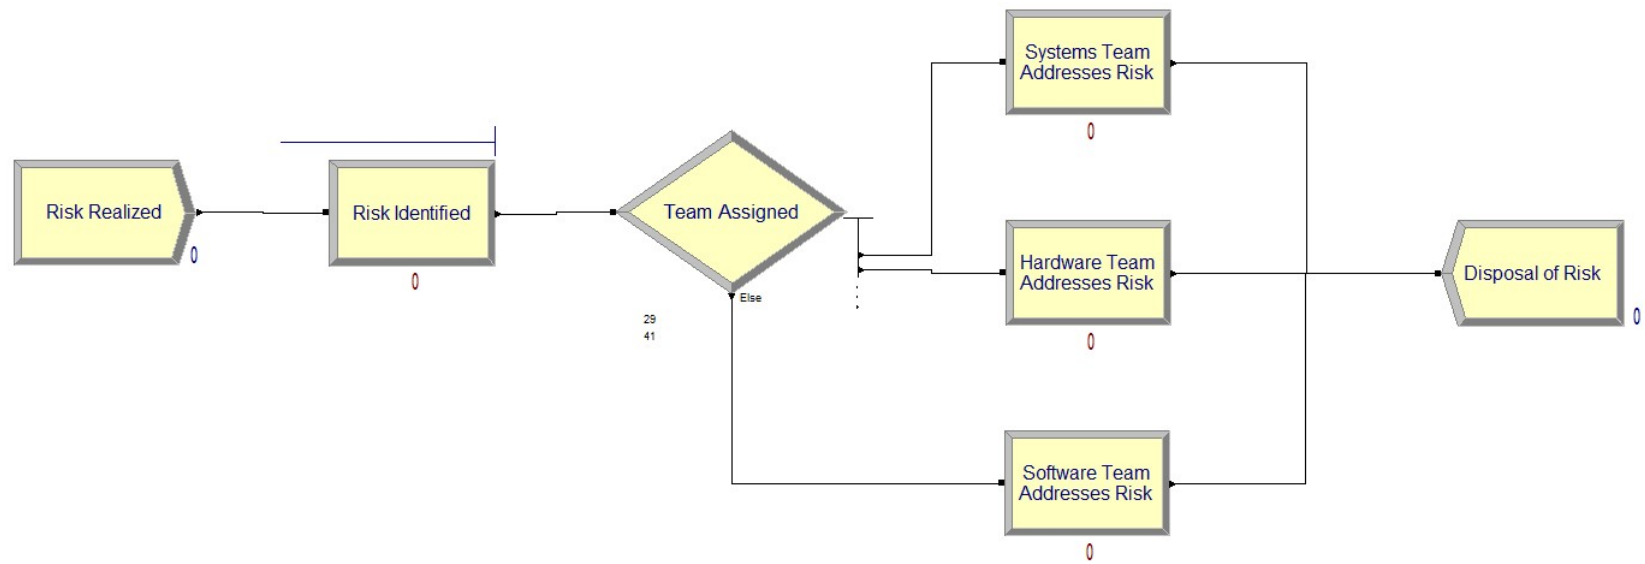 Risk Realized
0
Risk Identified
0
Team Assigned
Else
29
41
Systems Team
Addresses Risk
0
Hardware Team
Addresses Risk
0
Software Team
Addresses Risk
0
Disposal of Risk
0